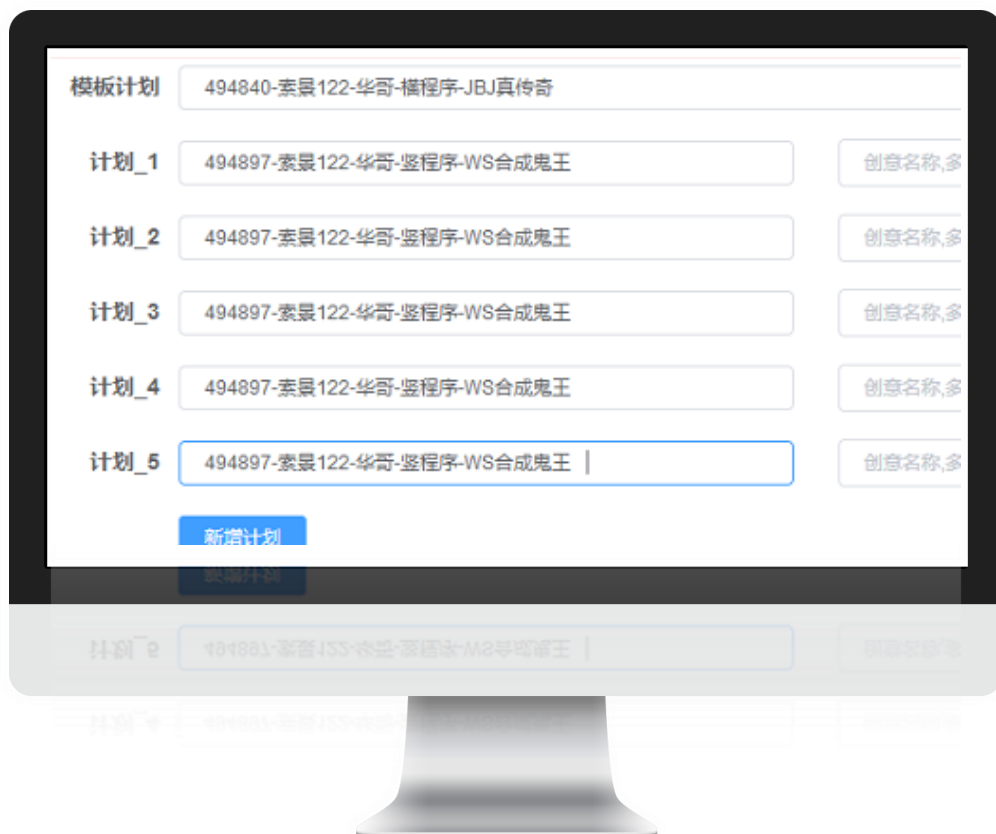 模板计划 494840-素景122-华哥-横程序-JBJ真传奇
计划_1 494897-素景122-华哥-竖程序-WS合成鬼王 创意名称,多
计划_2 494897-素景122-华哥-竖程序-WS合成鬼王 创意名称,多
计划_3 494897-素景122-华哥-竖程序-WS合成鬼王 创意名称,多
计划_4 494897-素景122-华哥-竖程序-WS合成鬼王 创意名称,多
计划_5 494897-素景122-华哥-竖程序-WS合成鬼王 创意名称,多
新增计划